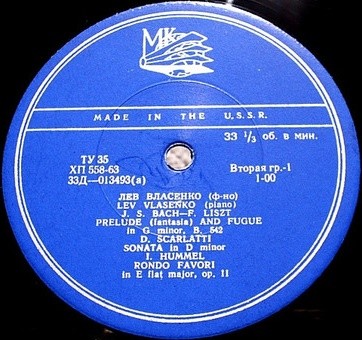 МК
MADE IN THE U.S.S.R.
33 1/3 об. в мин.
ТУ 35
ХП 558-63
33Д—013493(а)
Вторая гр.-1
1-00
ЛЕВ ВЛАСЕНКО (ф-но)
LEV VLASENKO (piano)
J. S. BACH—F. LISZT
PRELUDE (fantasia) AND FUGUE
in G minor, B. 542
D. SCARLATTI
SONATA in D minor
I. HUMMEL
RONDO FAVORI
in E flat major, op. 11